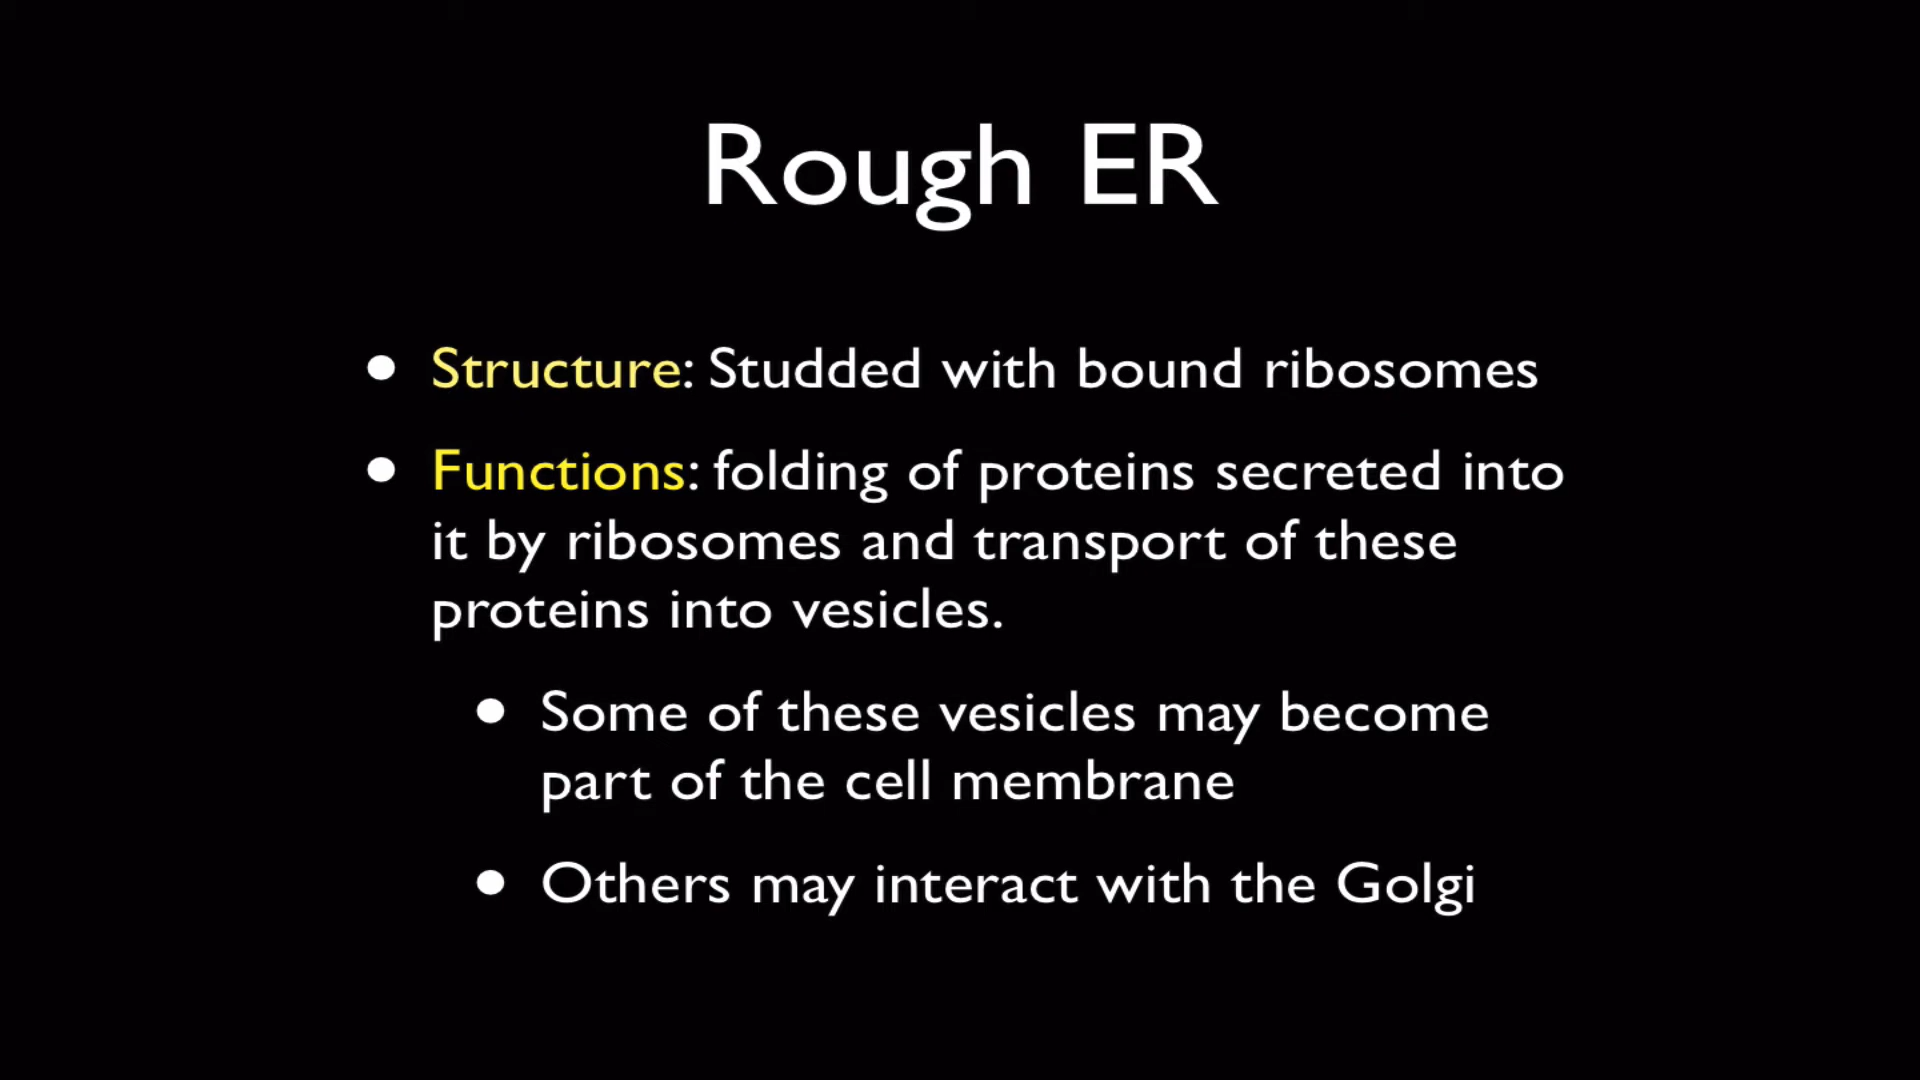 Rough ER
• Structure: Studded with bound ribosomes
• Functions: folding of proteins secreted into
it by ribosomes and transport of these
proteins into vesicles.
• Some of these vesicles may become
part of the cell membrane
• Others may interact with the Golgi